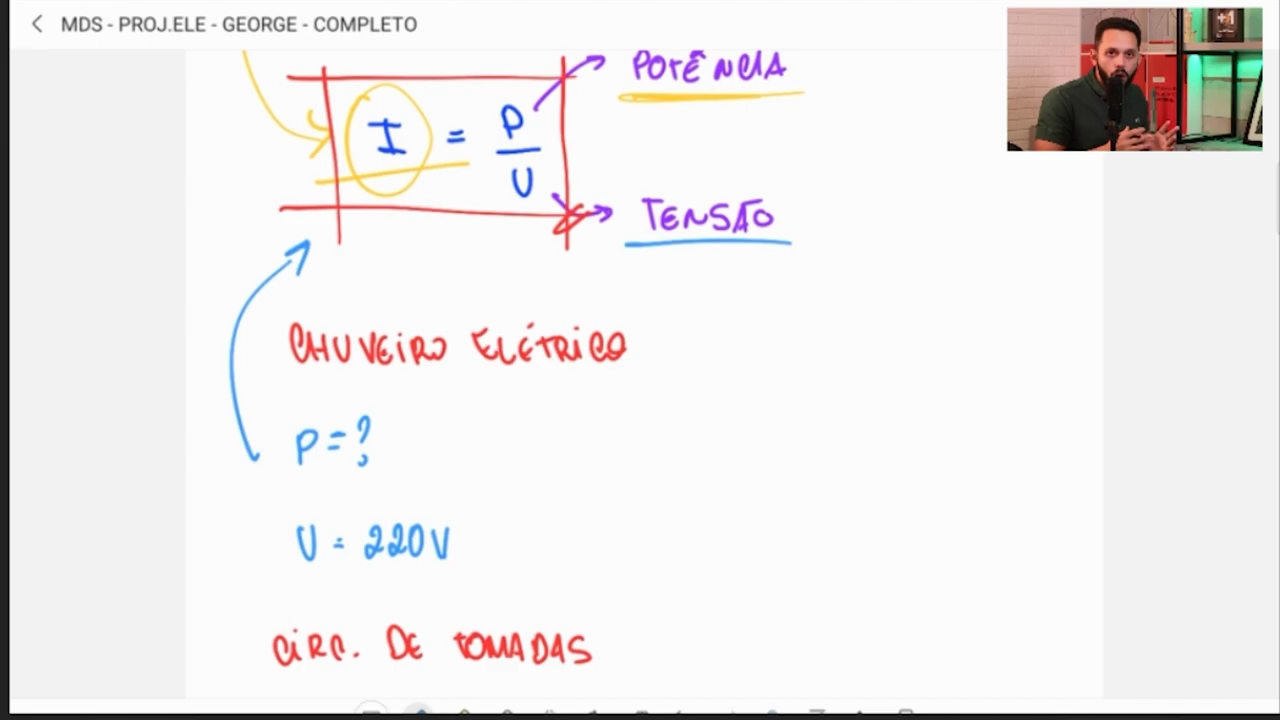 MDS - PROJ.ELE - GEORGE - COMPLETO
POTÊNCIA
I = P
U
TENSÃO
CHUVEIRO ELÉTRICO
P = ?
U = 220V
CIRC. DE TOMADAS